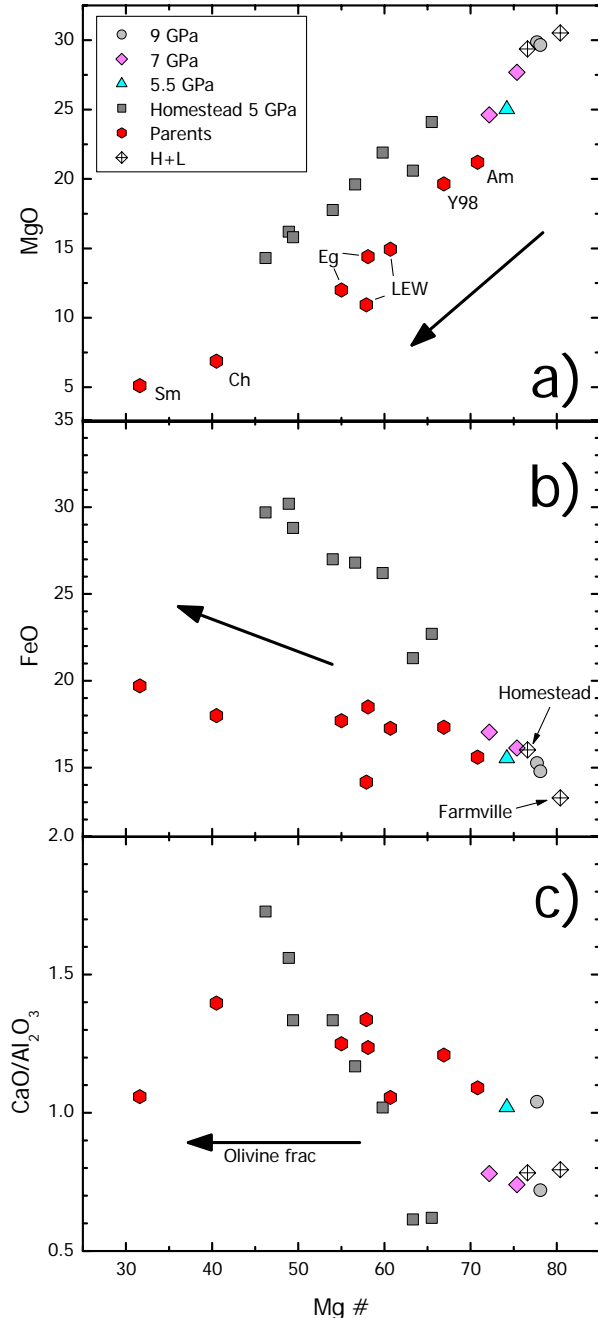 9 GPa
7 GPa
5.5 GPa
Homestead 5 GPa
Parents
H+L
30
25
20
15
10
5
MgO
Am
Y98
Eg
LEW
Ch
Sm
a)
35
30
25
20
15
FeO
b)
Homestead
Farmville
2.0
1.5
1.0
0.5
CaO/Al₂O₃
c)
Olivine frac
30 40 50 60 70 80
Mg #